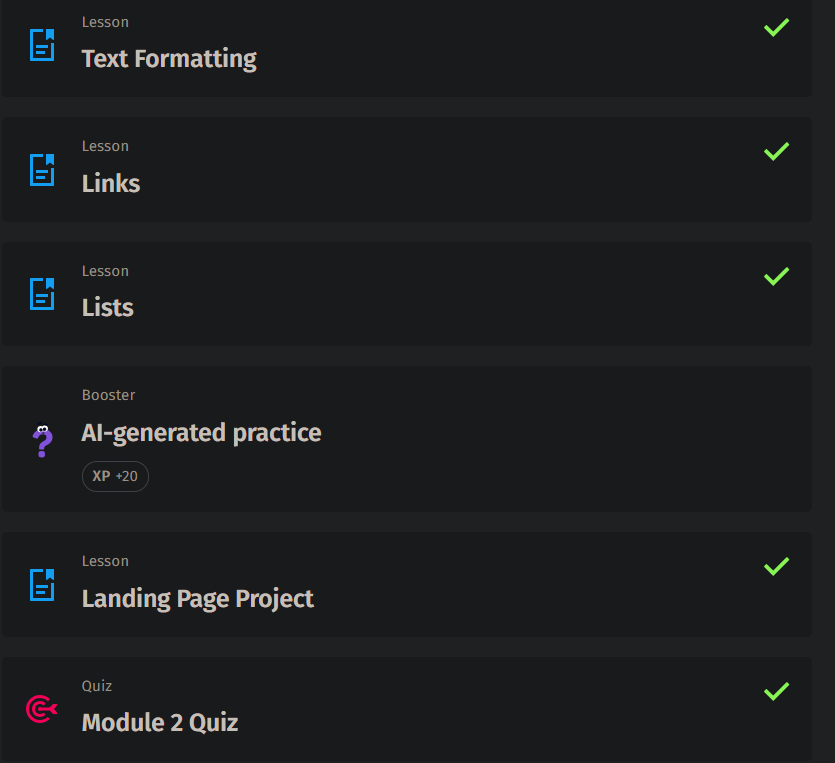 Lesson
Text Formatting
Lesson
Links
Lesson
Lists
Booster
AI-generated practice
XP +20
Lesson
Landing Page Project
Quiz
Module 2 Quiz